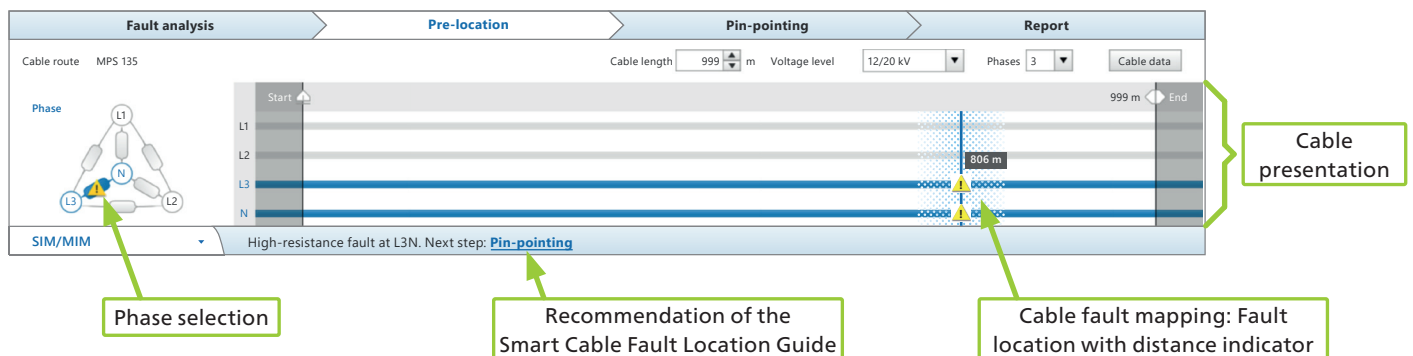 Fault analysis Pre-location Pin-pointing Report
Cable route MPS 135 Cable length 999 m Voltage level 12/20 kV Phases 3 Cable data
Start 999 m End
Phase
L1
L1
L2
806 m
N
L3
L3 L2
N
SIM/MIM High-resistance fault at L3N. Next step: Pin-pointing
Cable
presentation
Phase selection
Recommendation of the
Smart Cable Fault Location Guide
Cable fault mapping: Fault
location with distance indicator